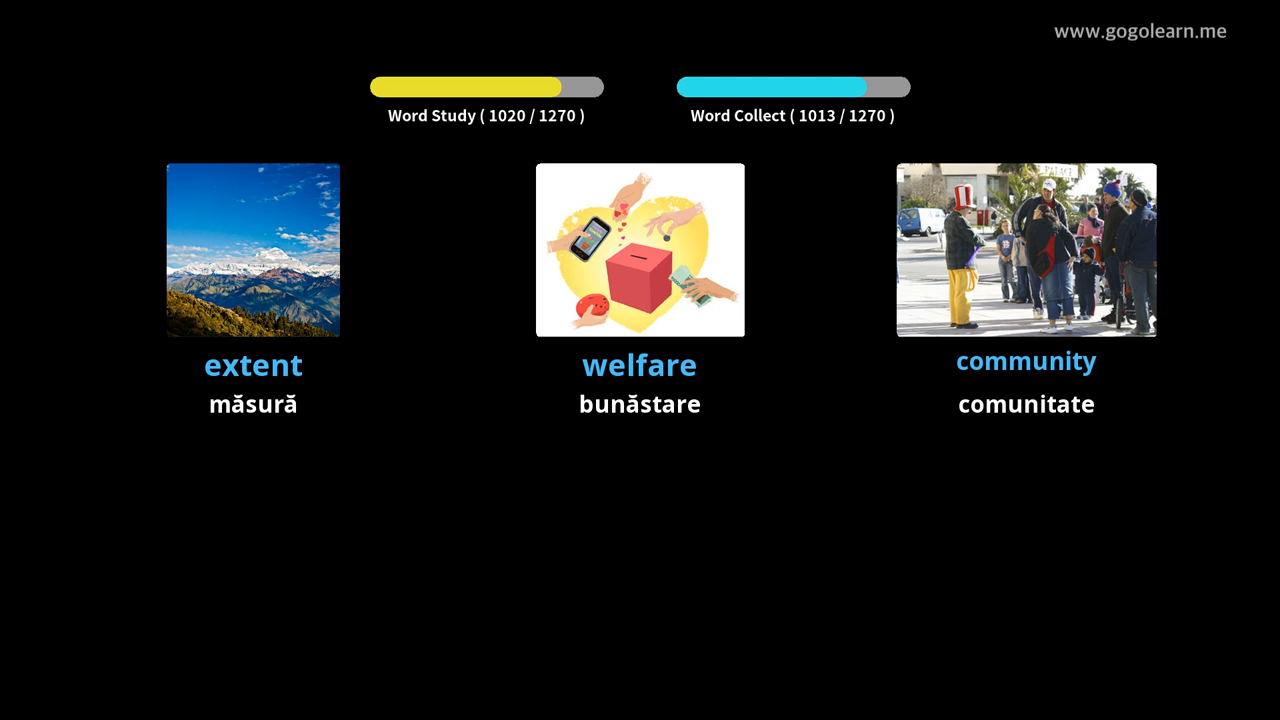 www.gogolearn.me
Word Study ( 1020 / 1270 )
Word Collect ( 1013 / 1270 )
extent
welfare
community
măsură
bunăstare
comunitate